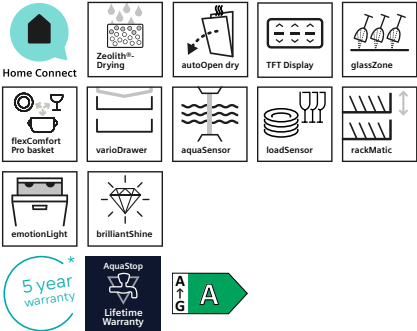 Home Connect
Zeolith®-
Drying
autoOpen dry
TFT Display
glassZone
flexComfort
Pro basket
varioDrawer
aquaSensor
loadSensor
rackMatic
emotionLight
brilliantShine
5 year *
warranty
AquaStop
Lifetime
Warranty
A
↑
G
A